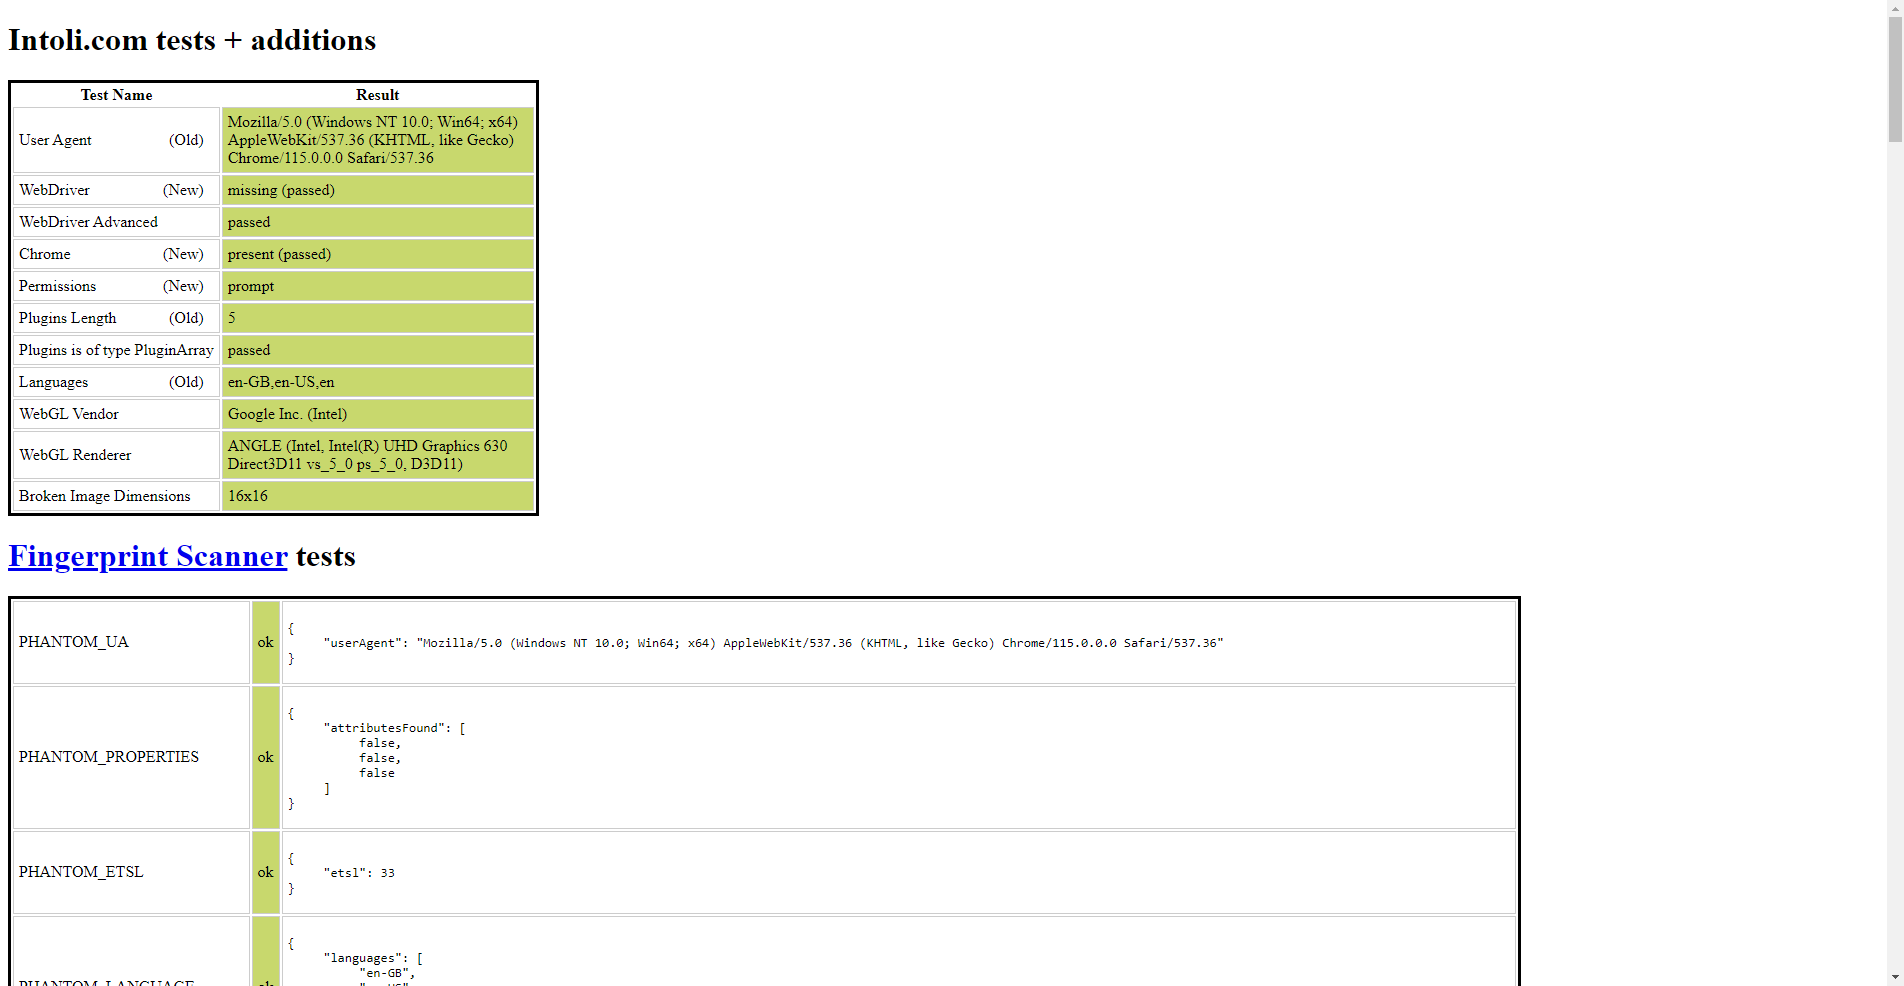 Intoli.com tests + additions
Test Name Result
User Agent (Old) Mozilla/5.0 (Windows NT 10.0; Win64; x64)
AppleWebKit/537.36 (KHTML, like Gecko)
Chrome/115.0.0.0 Safari/537.36
WebDriver (New) missing (passed)
WebDriver Advanced passed
Chrome (New) present (passed)
Permissions (New) prompt
Plugins Length (Old) 5
Plugins is of type PluginArray passed
Languages (Old) en-GB,en-US,en
WebGL Vendor Google Inc. (Intel)
WebGL Renderer ANGLE (Intel, Intel(R) UHD Graphics 630
Direct3D11 vs_5_0 ps_5_0, D3D11)
Broken Image Dimensions 16x16
Fingerprint Scanner tests
PHANTOM_UA ok {
"userAgent": "Mozilla/5.0 (Windows NT 10.0; Win64; x64) AppleWebKit/537.36 (KHTML, like Gecko) Chrome/115.0.0.0 Safari/537.36"
}
PHANTOM_PROPERTIES ok {
"attributesFound": [
false,
false,
false
]
}
PHANTOM_ETSL ok {
"etsl": 33
}
{
"languages": [
"en-GB",
PHANTOM_LANGUAGE ok